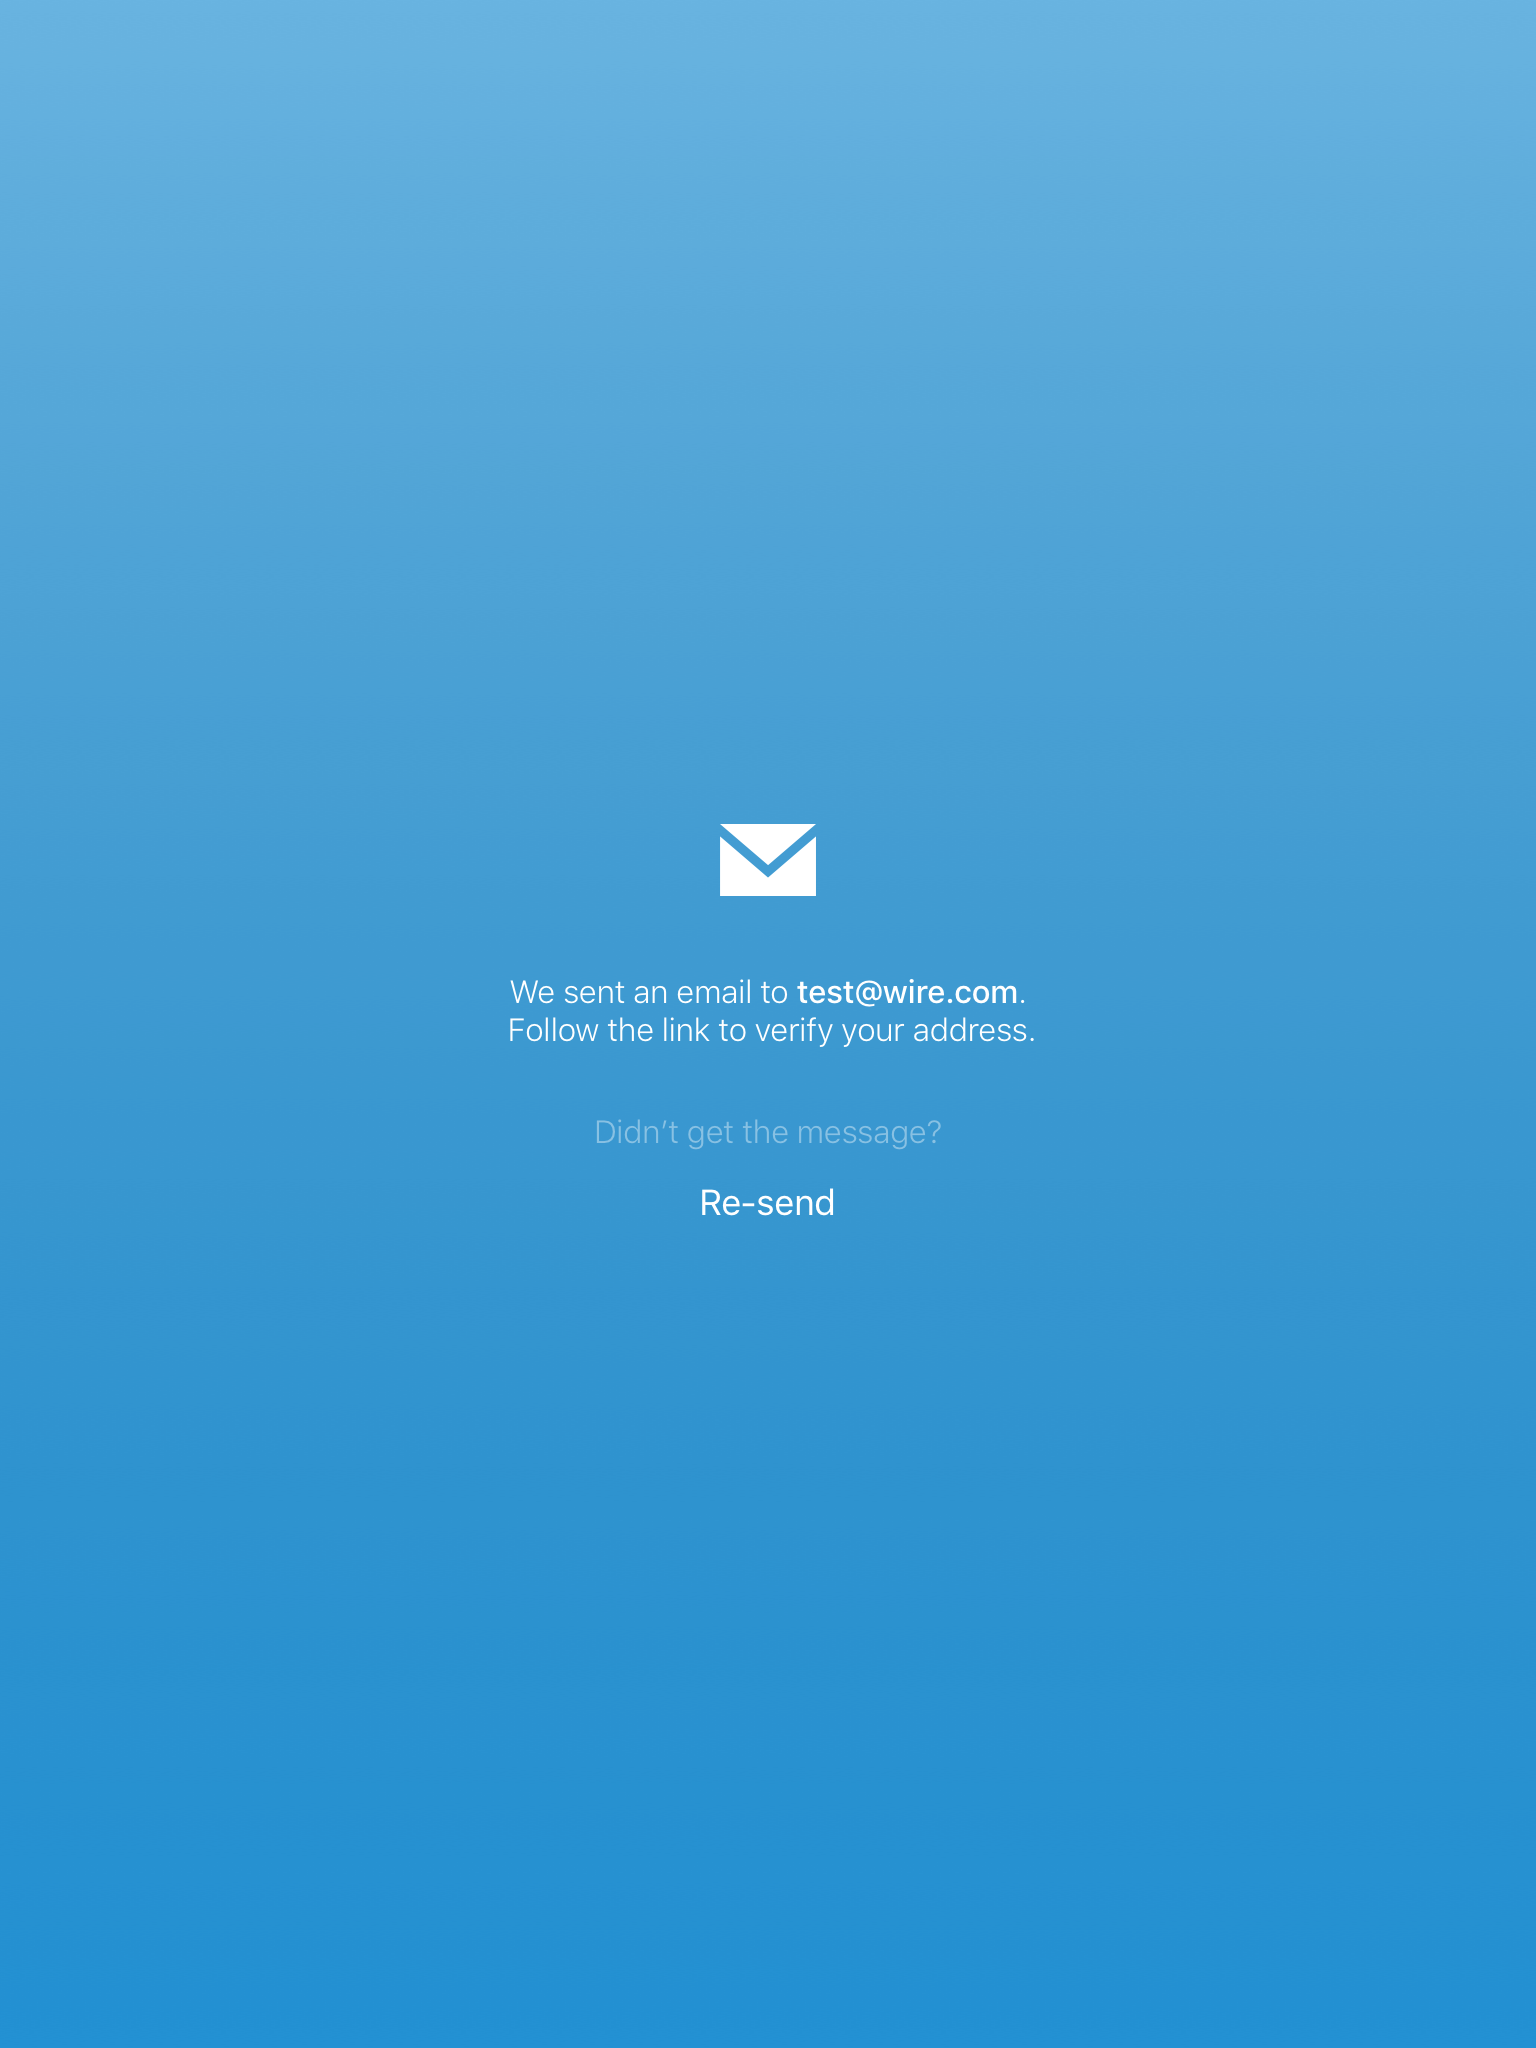 We sent an email to test@wire.com.
Follow the link to verify your address.
Didn’t get the message?
Re-send